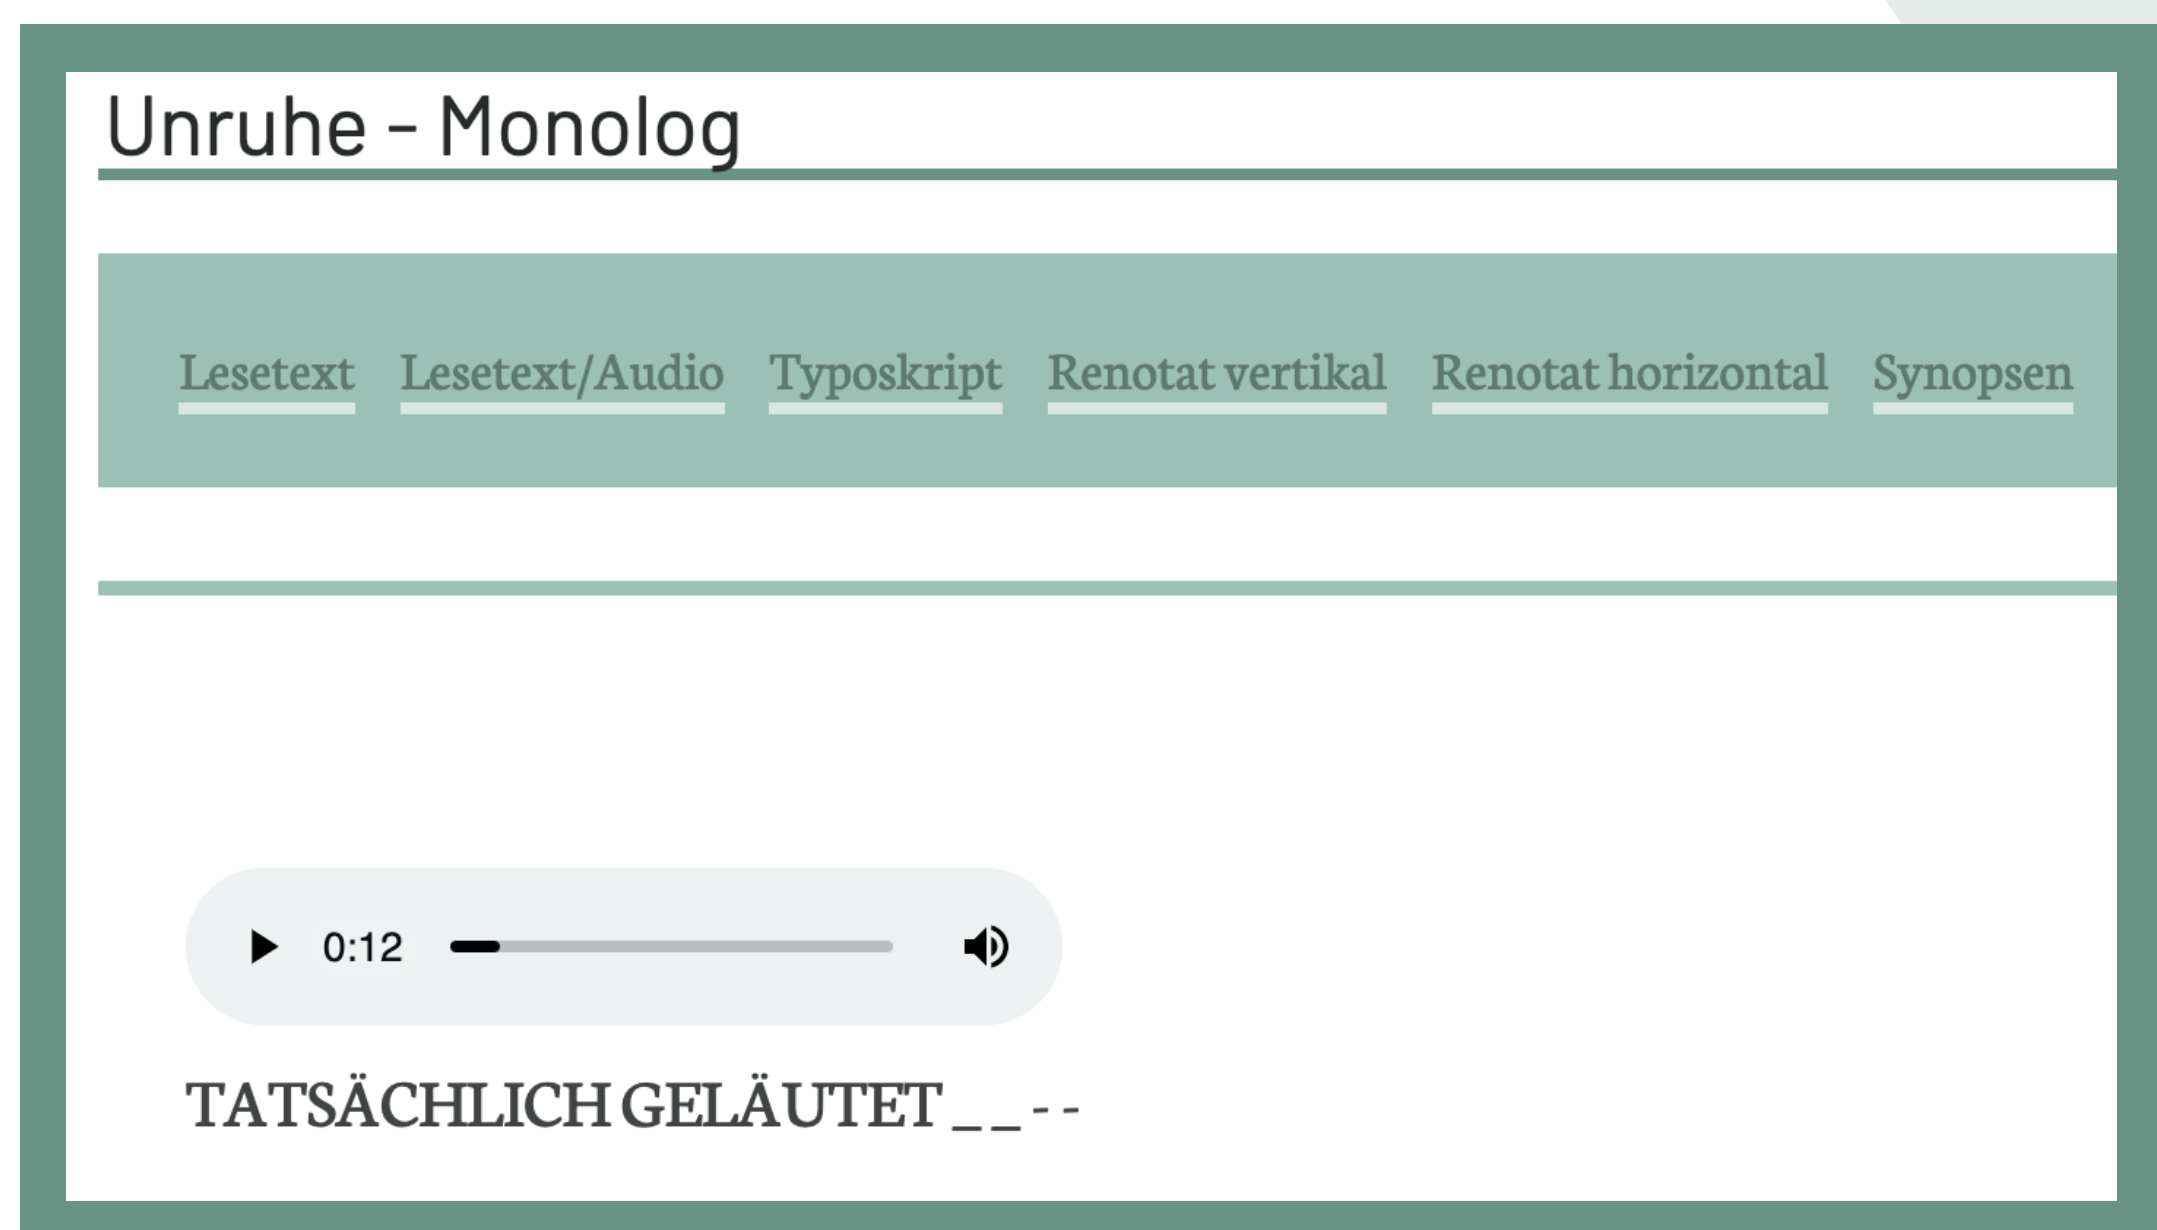 Unruhe - Monolog
Lesetext Lesetext/Audio Typoskript Renotat vertikal Renotat horizontal Synopsen
0:12
TATSÄCHLICH GELÄUTET _ _ - -